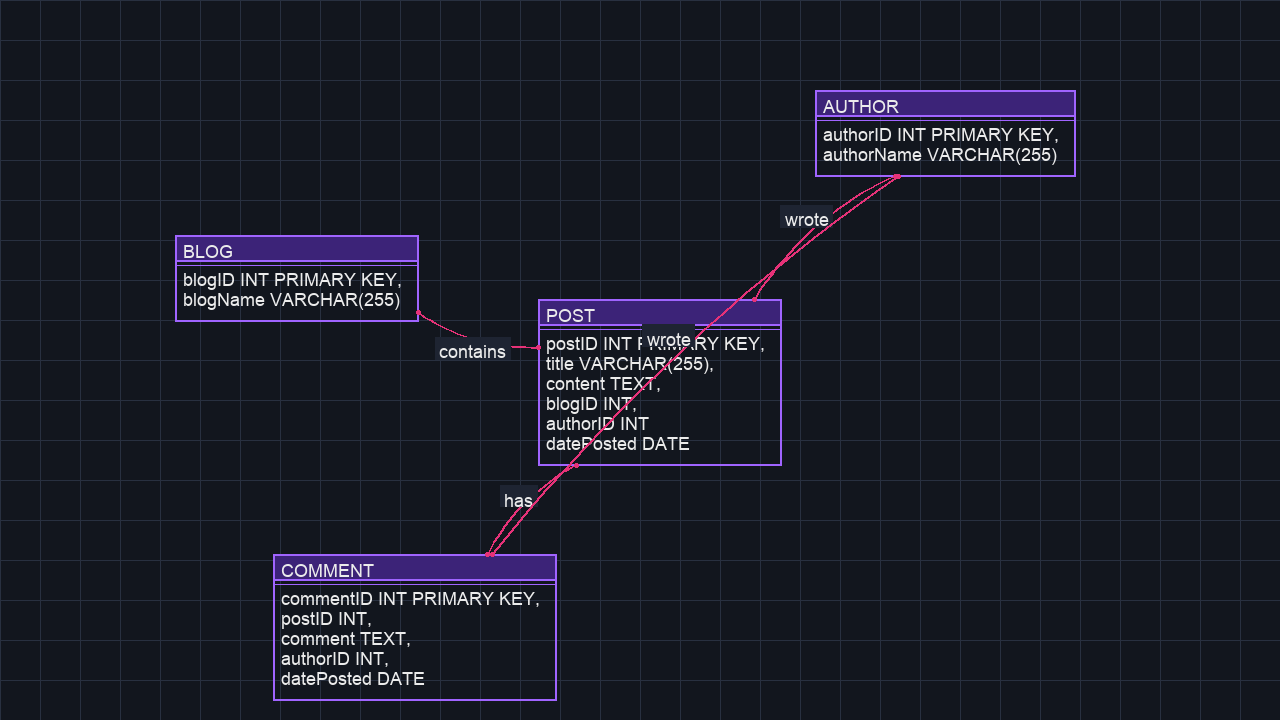 AUTHOR
authorID INT PRIMARY KEY,
authorName VARCHAR(255)
wrote
BLOG
blogID INT PRIMARY KEY,
blogName VARCHAR(255)
contains
POST
wrote
postID INT PRIMARY KEY,
title VARCHAR(255),
content TEXT,
blogID INT,
authorID INT
datePosted DATE
has
COMMENT
commentID INT PRIMARY KEY,
postID INT,
comment TEXT,
authorID INT,
datePosted DATE